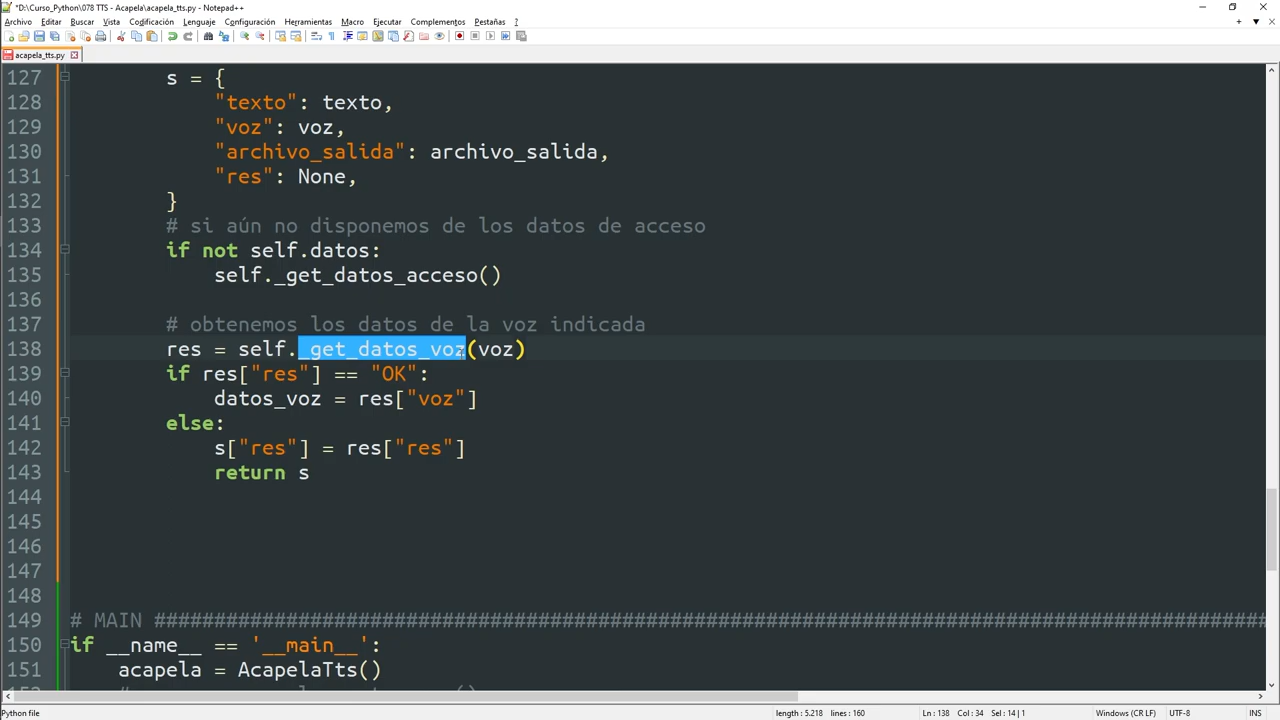 *D:\Curso_Python\078 TTS - Acapela\acapela_tts.py - Notepad++
Archivo Editar Buscar Vista Codificación Lenguaje Configuración Herramientas Macro Ejecutar Complementos Pestañas ?
acapela_tts.py
127 s = {
128 "texto": texto,
129 "voz": voz,
130 "archivo_salida": archivo_salida,
131 "res": None,
132 }
133 # si aún no disponemos de los datos de acceso
134 if not self.datos:
135 self._get_datos_acceso()
136
137 # obtenemos los datos de la voz indicada
138 res = self._get_datos_voz(voz)
139 if res["res"] == "OK":
140 datos_voz = res["voz"]
141 else:
142 s["res"] = res["res"]
143 return s
144
145
146
147
148
149 # MAIN ####################################################################################################
150 if __name__ == '__main__':
151 acapela = AcapelaTts()
Python file length : 5.218 lines : 160 Ln : 138 Col : 34 Sel : 14 | 1 Windows (CR LF) UTF-8 INS